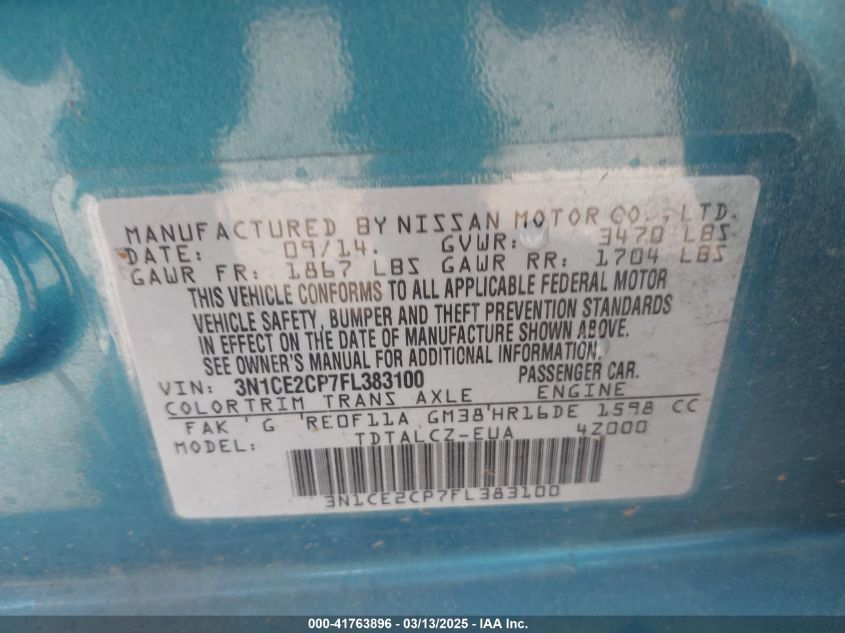 MANUFACTURED BY NISSAN MOTOR CO., LTD.
DATE: 09/14. GVWR: 3470 LBS
GAWR FR: 1867 LBS GAWR RR: 1704 LBS
THIS VEHICLE CONFORMS TO ALL APPLICABLE FEDERAL MOTOR
VEHICLE SAFETY, BUMPER AND THEFT PREVENTION STANDARDS
IN EFFECT ON THE DATE OF MANUFACTURE SHOWN ABOVE.
SEE OWNER'S MANUAL FOR ADDITIONAL INFORMATION.
VIN: 3N1CE2CP7FL383100 PASSENGER CAR.
COLORTRIM TRANS AXLE ENGINE
FAK G RE0F11A GM38 HR16DE 1598 CC
MODEL: TDTALCZ-EUA 4Z000
3N1CE2CP7FL383100
000-41763896 - 03/13/2025 - IAA Inc.